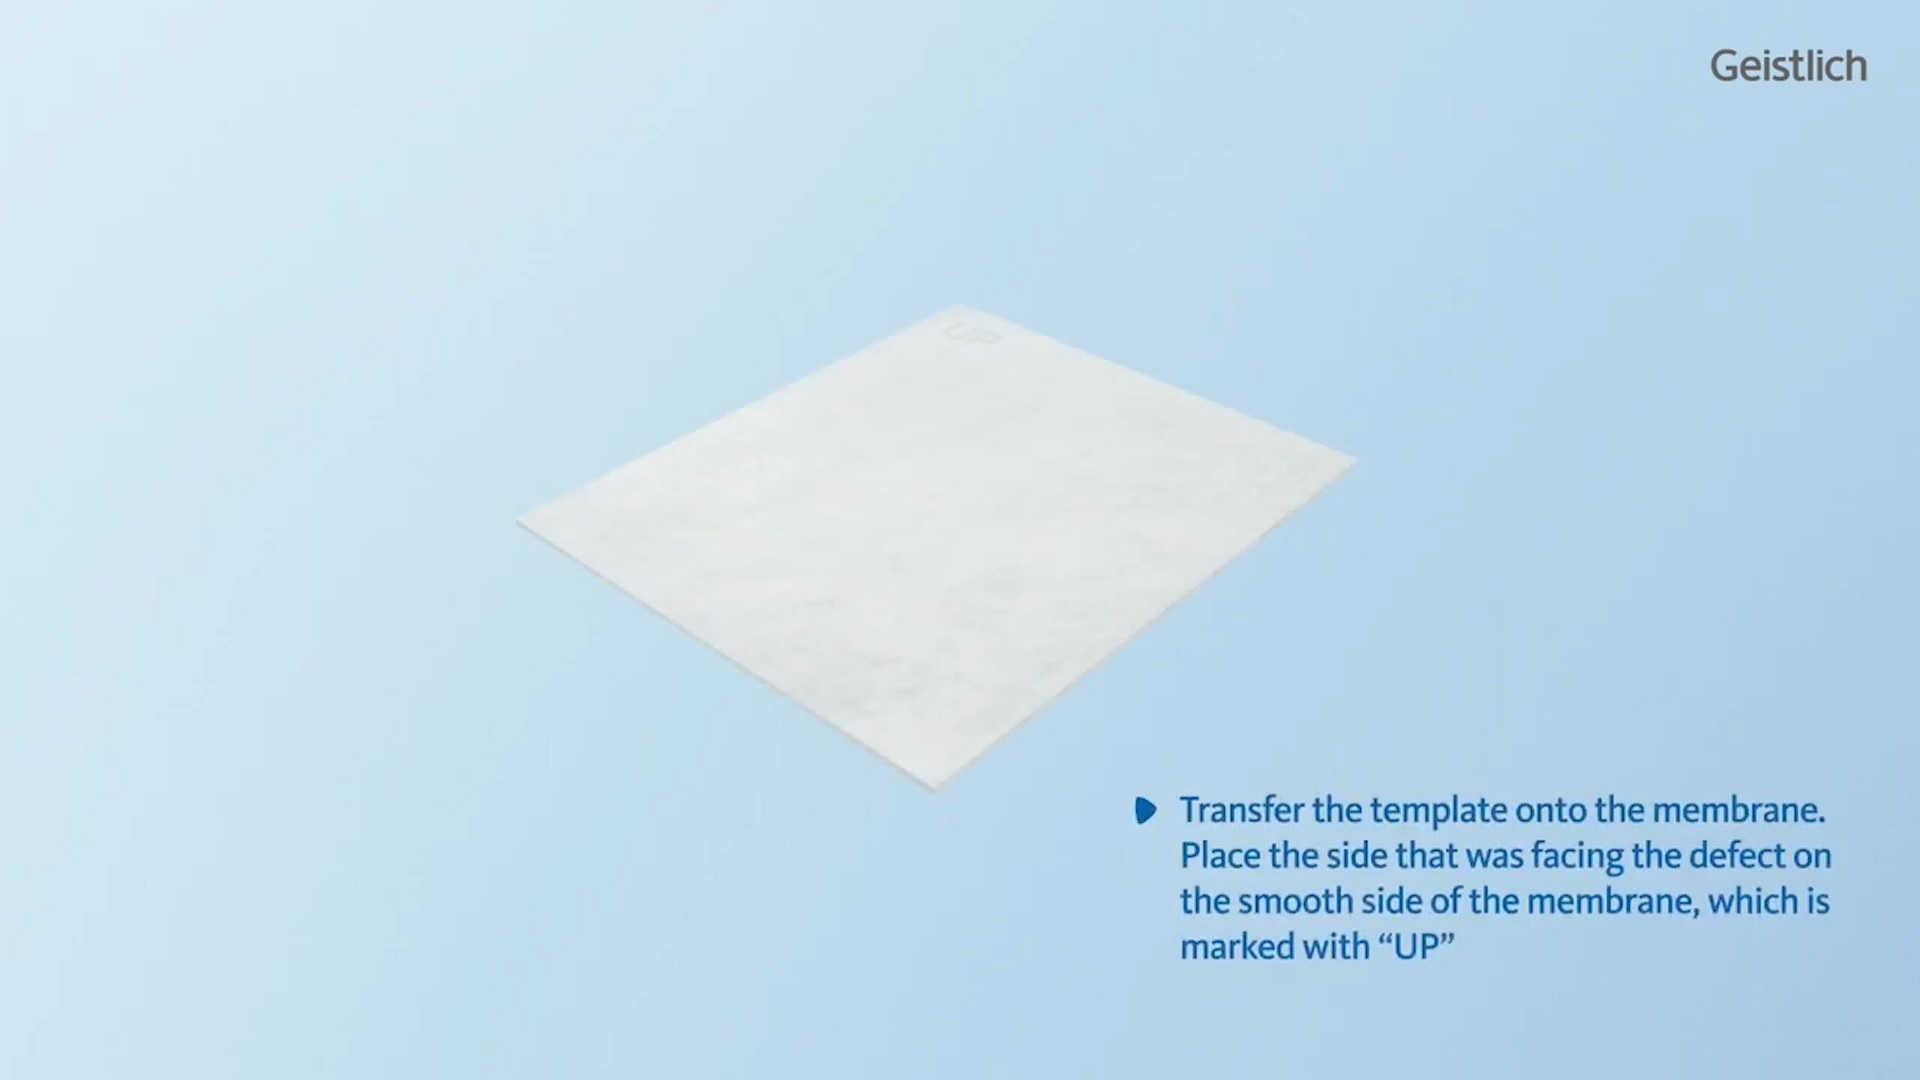 Geistlich
UP
Transfer the template onto the membrane.
Place the side that was facing the defect on
the smooth side of the membrane, which is
marked with “UP”